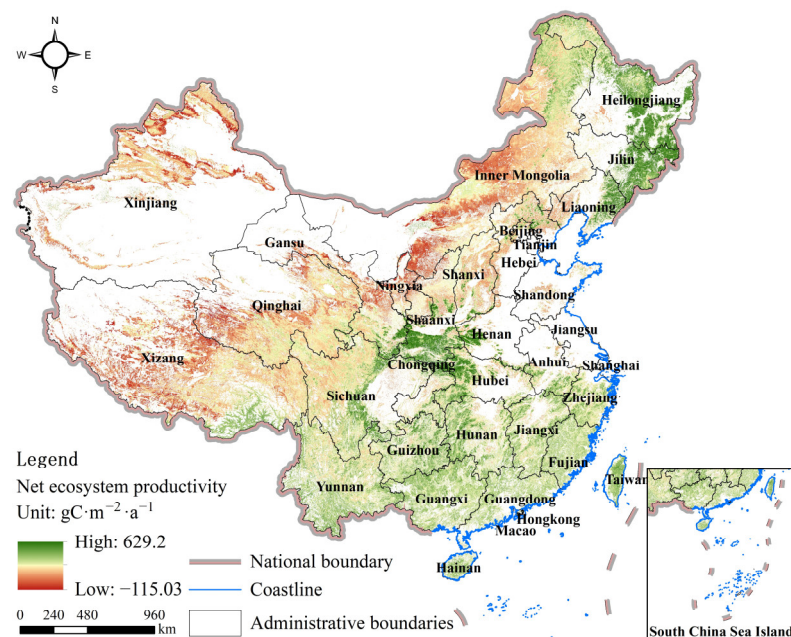 N
W E
S
Heilongjiang
Jilin
Inner Mongolia
Xinjiang
Liaoning
Gansu
Beijing
Tianjin
Hebei
Shanxi
Ningxia
Qinghai
Shandong
Shaanxi
Henan
Jiangsu
Xizang
Chongqing
Anhui
Shanghai
Hubei
Sichuan
Zhejiang
Hunan
Jiangxi
Guizhou
Fujian
Yunnan
Taiwan
Guangxi
Guangdong
Hongkong
Macao
Hainan
Legend
Net ecosystem productivity
Unit: gC·m−2·a−1
High: 629.2
Low: −115.03
0 240 480 960
km
National boundary
Coastline
Administrative boundaries
South China Sea Island